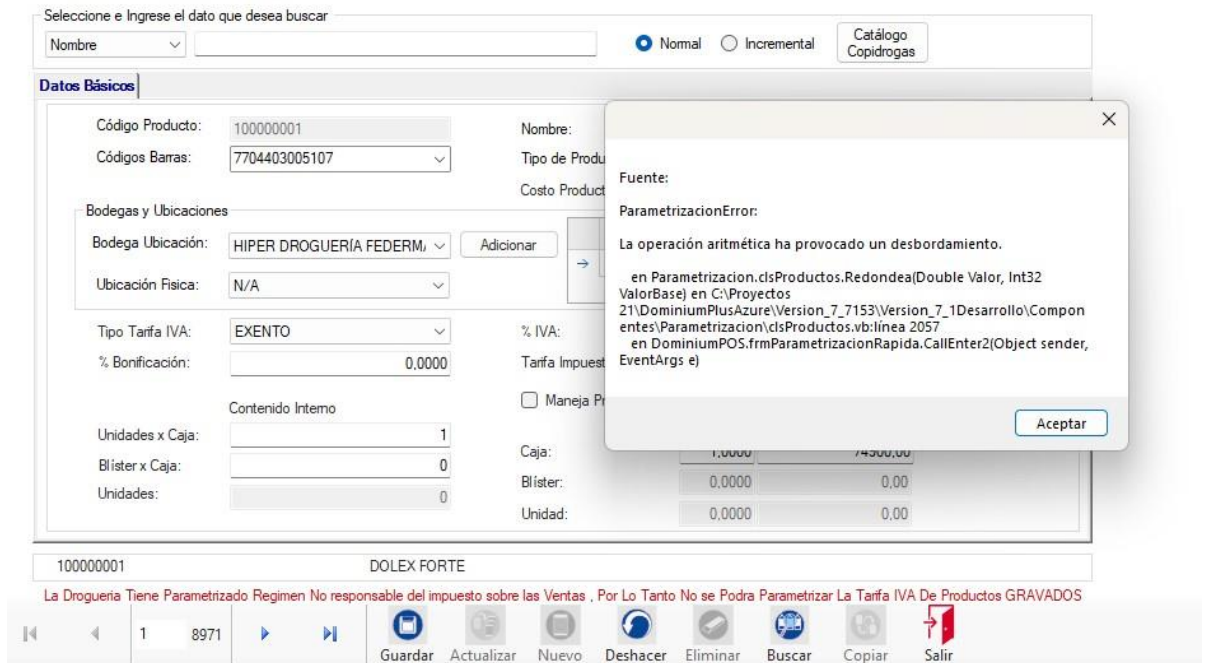 Seleccione e Ingrese el dato que desea buscar
Nombre
Normal
Incremental
Catálogo
Copidrogas
Datos Básicos
Código Producto: 100000001
Nombre:
Códigos Barras: 7704403005107
Tipo de Produ
Costo Product
Bodegas y Ubicaciones
Bodega Ubicación: HIPER DROGUERÍA FEDERM
Adicionar
Ubicación Fisica: N/A
Tipo Tarifa IVA: EXENTO
% IVA:
% Bonificación: 0,0000
Tarifa Impuest
Contenido Interno
Maneja Pr
Unidades x Caja: 1
Caja: 1,0000 74500,00
Blíster x Caja: 0
Blíster: 0,0000 0,00
Unidades: 0
Unidad: 0,0000 0,00
Fuente:
ParametrizacionError:
La operación aritmética ha provocado un desbordamiento.
en Parametrizacion.clsProductos.Redondea(Double Valor, Int32
ValorBase) en C:\Proyectos
21\DominiumPlusAzure\Version_7_7153\Version_7_1Desarrollo\Compon
entes\Parametrizacion\clsProductos.vb:línea 2057
en DominiumPOS.frmParametrizacionRapida.CallEnter2(Object sender,
EventArgs e)
Aceptar
100000001 DOLEX FORTE
La Drogueria Tiene Parametrizado Regimen No responsable del impuesto sobre las Ventas , Por Lo Tanto No se Podra Parametrizar La Tarifa IVA De Productos GRAVADOS
1 8971
Guardar Actualizar Nuevo Deshacer Eliminar Buscar Copiar Salir